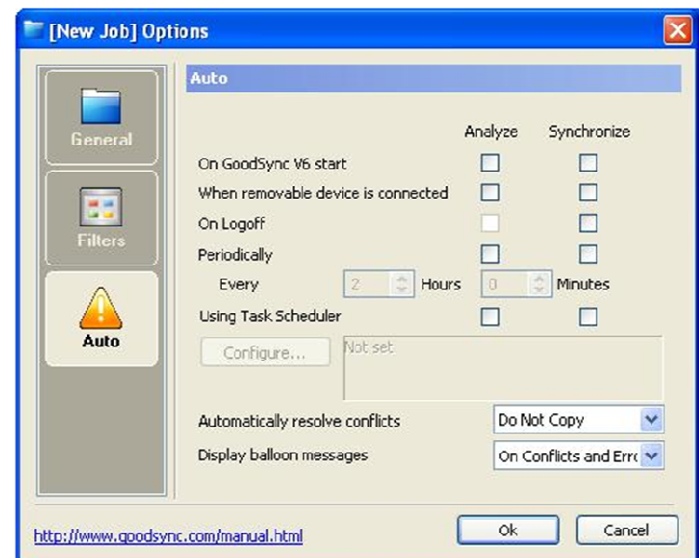 [New Job] Options
General
Filters
Auto
Auto
Analyze Synchronize
On GoodSync V6 start
When removable device is connected
On Logoff
Periodically
Every 2 Hours 0 Minutes
Using Task Scheduler
Configure... Not set
Automatically resolve conflicts Do Not Copy
Display balloon messages On Conflicts and Erro
http://www.goodsync.com/manual.html Ok Cancel